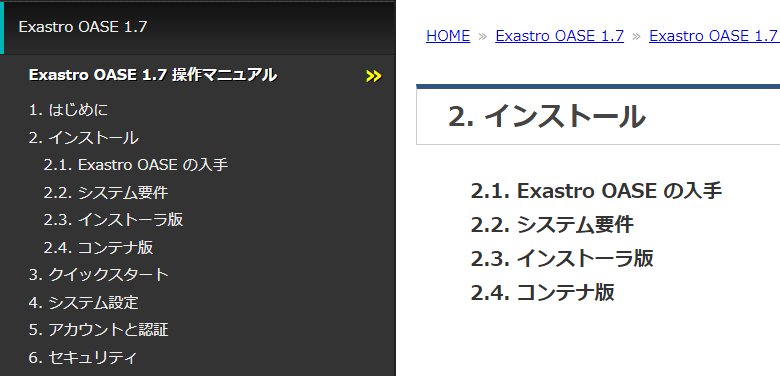 Exastro OASE 1.7
Exastro OASE 1.7 操作マニュアル »
1. はじめに
2. インストール
2.1. Exastro OASE の入手
2.2. システム要件
2.3. インストーラ版
2.4. コンテナ版
3. クイックスタート
4. システム設定
5. アカウントと認証
6. セキュリティ
HOME » Exastro OASE 1.7 » Exastro OASE 1.7
2. インストール
2.1. Exastro OASE の入手
2.2. システム要件
2.3. インストーラ版
2.4. コンテナ版